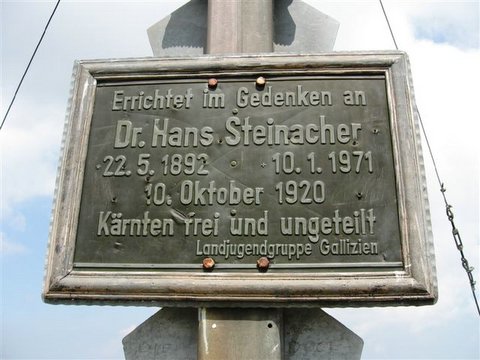 Errichtet im Gedenken an
Dr. Hans Steinacher
22. 5. 1892 10. 1. 1971
10. Oktober 1920
Kärnten frei und ungeteilt
Landjugendgruppe Gallizien